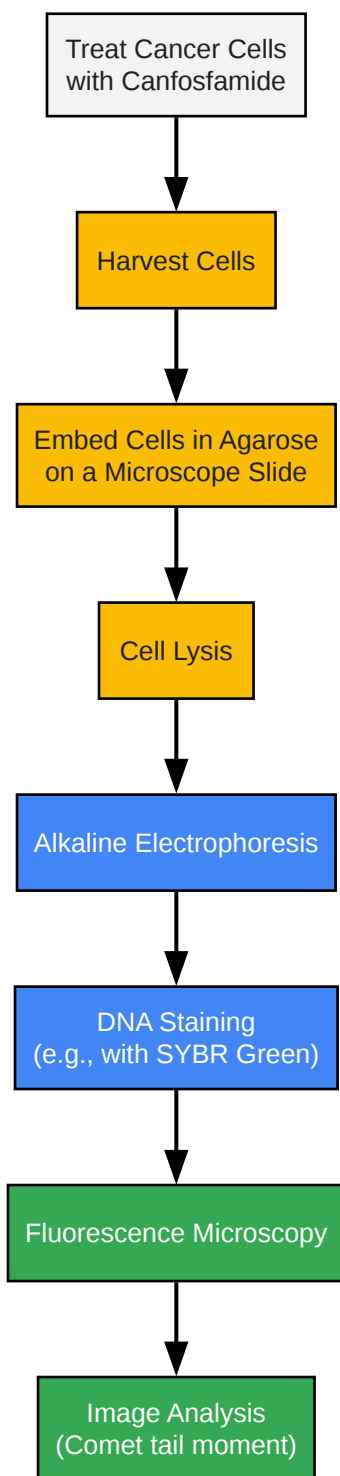 Treat Cancer Cells
with Canfosfamide
Harvest Cells
Embed Cells in Agarose
on a Microscope Slide
Cell Lysis
Alkaline Electrophoresis
DNA Staining
(e.g., with SYBR Green)
Fluorescence Microscopy
Image Analysis
(Comet tail moment)